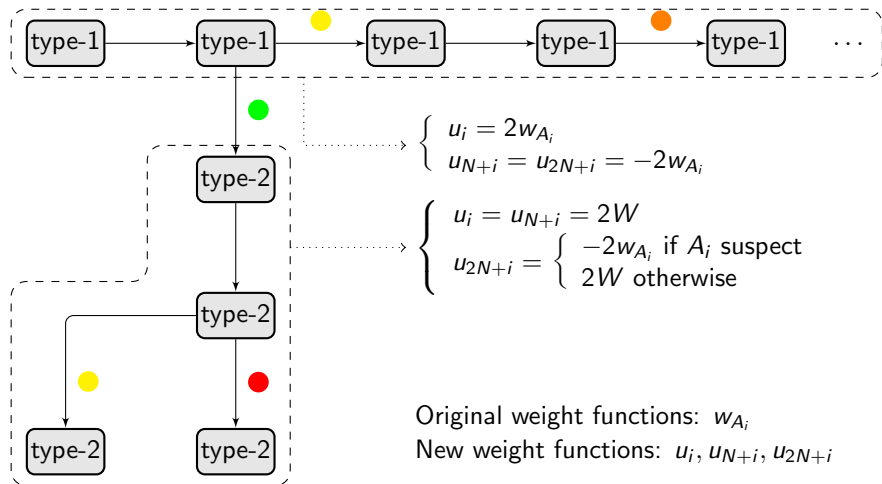 type-1 type-1 type-1 type-1 type-1 ...
u_i = 2w_{A_i}
u_{N+i} = u_{2N+i} = −2w_{A_i}
type-2
u_i = u_{N+i} = 2W
u_{2N+i} = { −2w_{A_i} if A_i suspect
2W otherwise
type-2
type-2 type-2
Original weight functions: w_{A_i}
New weight functions: u_i, u_{N+i}, u_{2N+i}